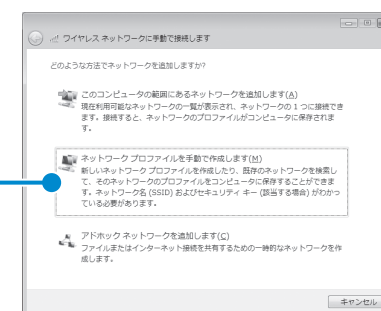 ワイヤレス ネットワークに手動で接続します
どのような方法でネットワークを追加しますか?
このコンピュータの範囲にあるネットワークを追加します(A)
現在利用可能なネットワークの一覧が表示され、ネットワークの 1 つに接続でき
ます。接続すると、ネットワークのプロファイルがコンピュータに保存されま
す。
ネットワーク プロファイルを手動で作成します(M)
新しいネットワーク プロファイルを作成したり、既存のネットワークを検索し
て、そのネットワークのプロファイルをコンピュータに保存することができま
す。ネットワーク名 (SSID) およびセキュリティ キー (該当する場合) がわかっ
ている必要があります。
アドホック ネットワークを追加します(C)
ファイルまたはインターネット接続を共有するための一時的なネットワークを作
成します。
キャンセル